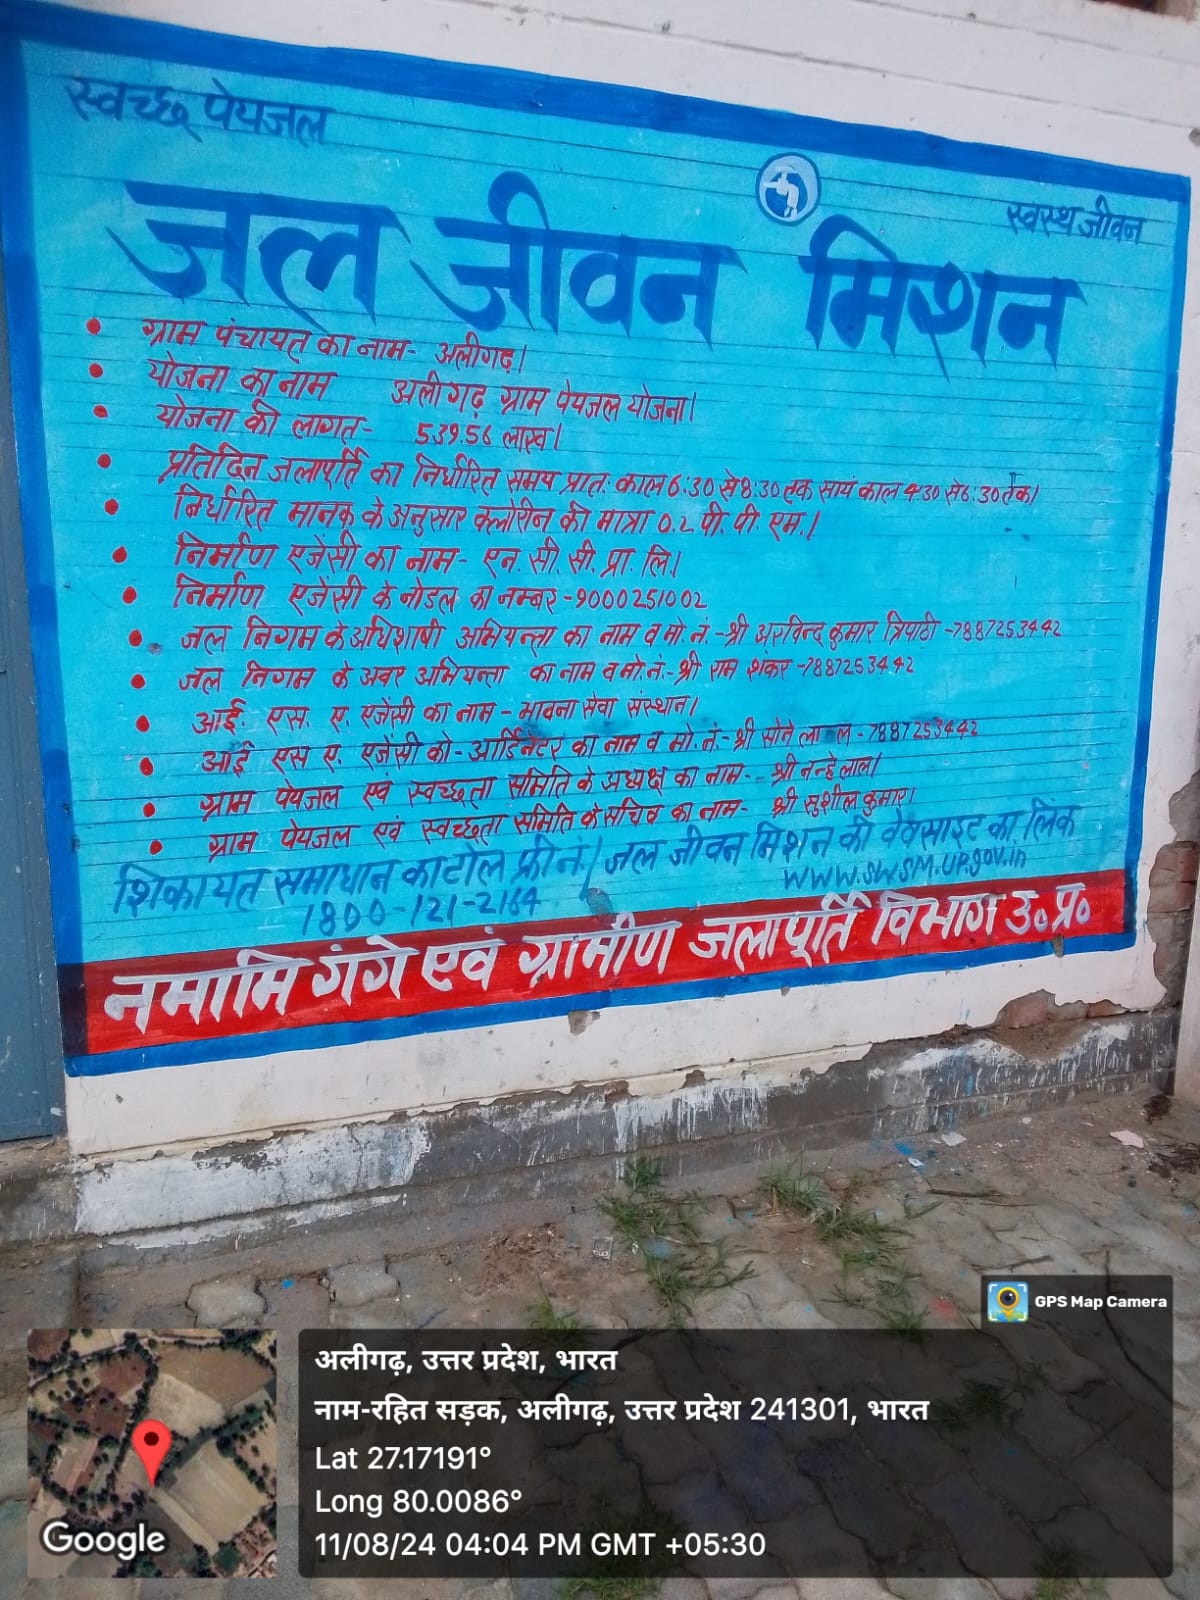 स्वच्छ पेयजल
स्वस्थ जीवन
जल जीवन मिशन
• ग्राम पंचायत का नाम- अलीगढ़।
• योजना का नाम अलीगढ़ ग्राम पेयजल योजना।
• योजना की लागत- 539.56 लाख।
• प्रतिदिन जलापूर्ति का निर्धारित समय प्रातः काल 6:30 से 8:30 तक सायं काल 4:30 से 6:30 तक।
• निर्धारित मानक के अनुसार क्लोरीन की मात्रा 0.2 पी. पी. एम.।
• निर्माण एजेंसी का नाम- एन. सी. सी. प्रा. लि.।
• निर्माण एजेंसी के नोडल का नम्बर-9000251002
• जल निगम के अधिशाषी अभियन्ता का नाम व मो. नं.-श्री अरविन्द कुमार त्रिपाठी -7887253442
• जल निगम के अवर अभियन्ता का नाम व मो.नं.-श्री राम शंकर -7887253442
• आई. एस. ए. एजेंसी का नाम- भावना सेवा संस्थान।
• आई एस ए. एजेंसी को-आर्डिनेटर का नाम व मो. नं.-श्री सोने लाल-7887253442
• ग्राम पेयजल एवं स्वच्छता समिति के अध्यक्ष का नाम- श्री नन्हे लाल।
• ग्राम पेयजल एवं स्वच्छता समिति के सचिव का नाम- श्री सुशील कुमार।
शिकायत समाधान का टोल फ्री नं.। जल जीवन मिशन की वेबसाइट का लिंक
1800-121-2164 www.swsm.up.gov.in
नमामि गंगे एवं ग्रामीण जलापूर्ति विभाग उ॰ प्र॰
GPS Map Camera
अलीगढ़, उत्तर प्रदेश, भारत
नाम-रहित सड़क, अलीगढ़, उत्तर प्रदेश 241301, भारत
Lat 27.17191°
Long 80.0086°
11/08/24 04:04 PM GMT +05:30
Google